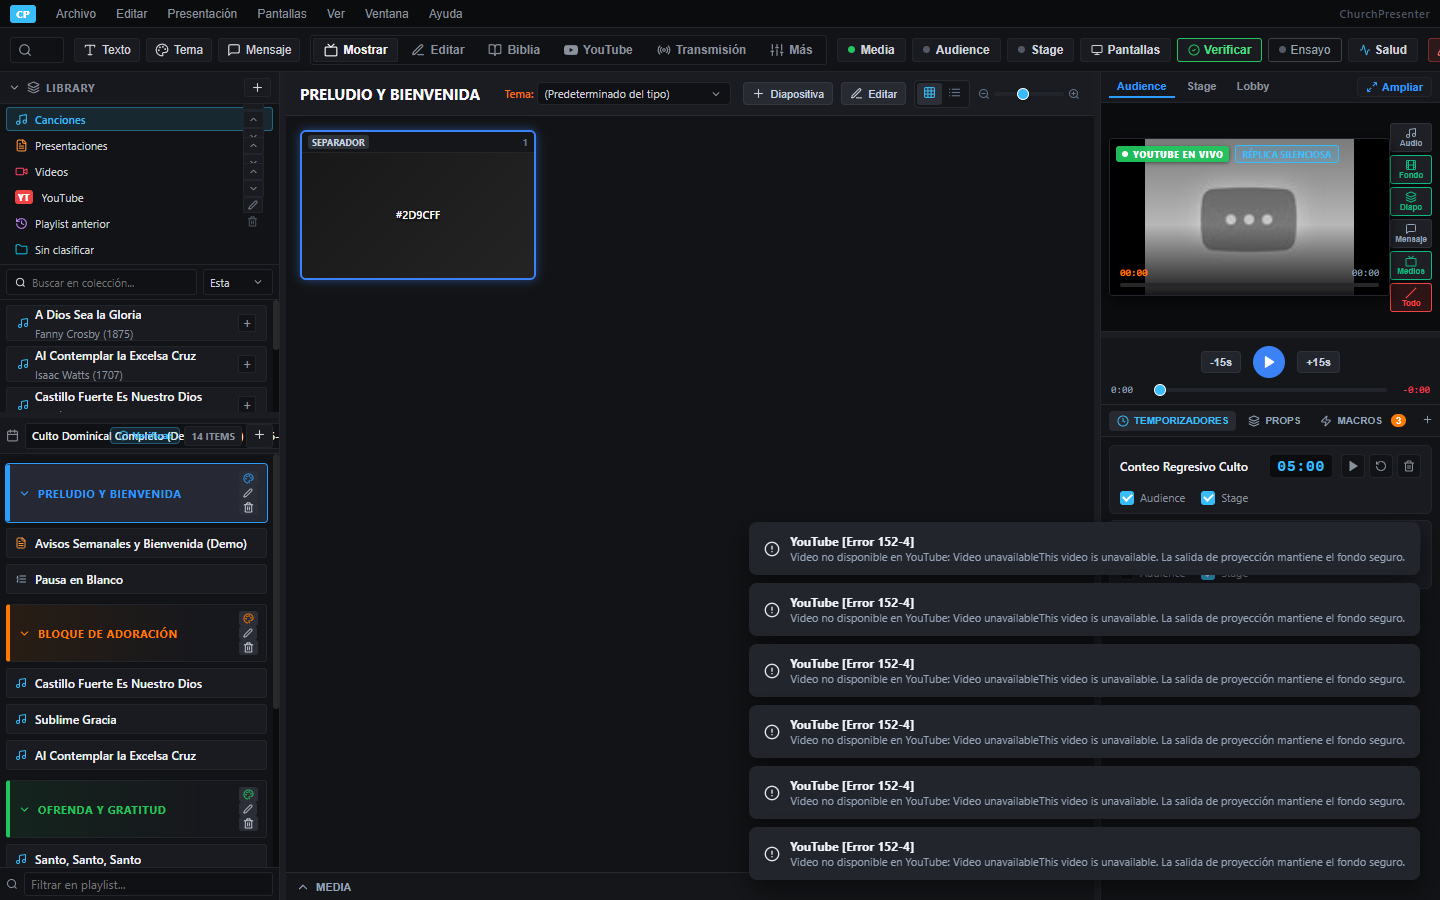 CP Archivo Editar Presentación Pantallas Ver Ventana Ayuda ChurchPresenter
Texto Tema Mensaje Mostrar Editar Biblia YouTube Transmisión Más Media Audience Stage Pantallas Verificar Ensayo Salud
LIBRARY
Canciones
Presentaciones
Videos
YT YouTube
Playlist anterior
Sin clasificar
Buscar en colección... Esta
A Dios Sea la Gloria
Fanny Crosby (1875)
Al Contemplar la Excelsa Cruz
Isaac Watts (1707)
Castillo Fuerte Es Nuestro Dios
Culto Dominical Completo (De 14 ITEMS
PRELUDIO Y BIENVENIDA
Avisos Semanales y Bienvenida (Demo)
Pausa en Blanco
BLOQUE DE ADORACIÓN
Castillo Fuerte Es Nuestro Dios
Sublime Gracia
Al Contemplar la Excelsa Cruz
OFRENDA Y GRATITUD
Santo, Santo, Santo
Filtrar en playlist...
PRELUDIO Y BIENVENIDA Tema: (Predeterminado del tipo) Diapositiva Editar
SEPARADOR 1
#2D9CFF
MEDIA
Audience Stage Lobby Ampliar
YOUTUBE EN VIVO RÉPLICA SILENCIOSA
00:00 00:00
Audio
Fondo
Diapo
Mensaje
Medios
Todo
-15s +15s
0:00 -0:00
TEMPORIZADORES PROPS MACROS 3
Conteo Regresivo Culto 05:00
Audience Stage
YouTube [Error 152-4]
Video no disponible en YouTube: Video unavailableThis video is unavailable. La salida de proyección mantiene el fondo seguro.
Audience Stage
YouTube [Error 152-4]
Video no disponible en YouTube: Video unavailableThis video is unavailable. La salida de proyección mantiene el fondo seguro.
YouTube [Error 152-4]
Video no disponible en YouTube: Video unavailableThis video is unavailable. La salida de proyección mantiene el fondo seguro.
YouTube [Error 152-4]
Video no disponible en YouTube: Video unavailableThis video is unavailable. La salida de proyección mantiene el fondo seguro.
YouTube [Error 152-4]
Video no disponible en YouTube: Video unavailableThis video is unavailable. La salida de proyección mantiene el fondo seguro.
YouTube [Error 152-4]
Video no disponible en YouTube: Video unavailableThis video is unavailable. La salida de proyección mantiene el fondo seguro.